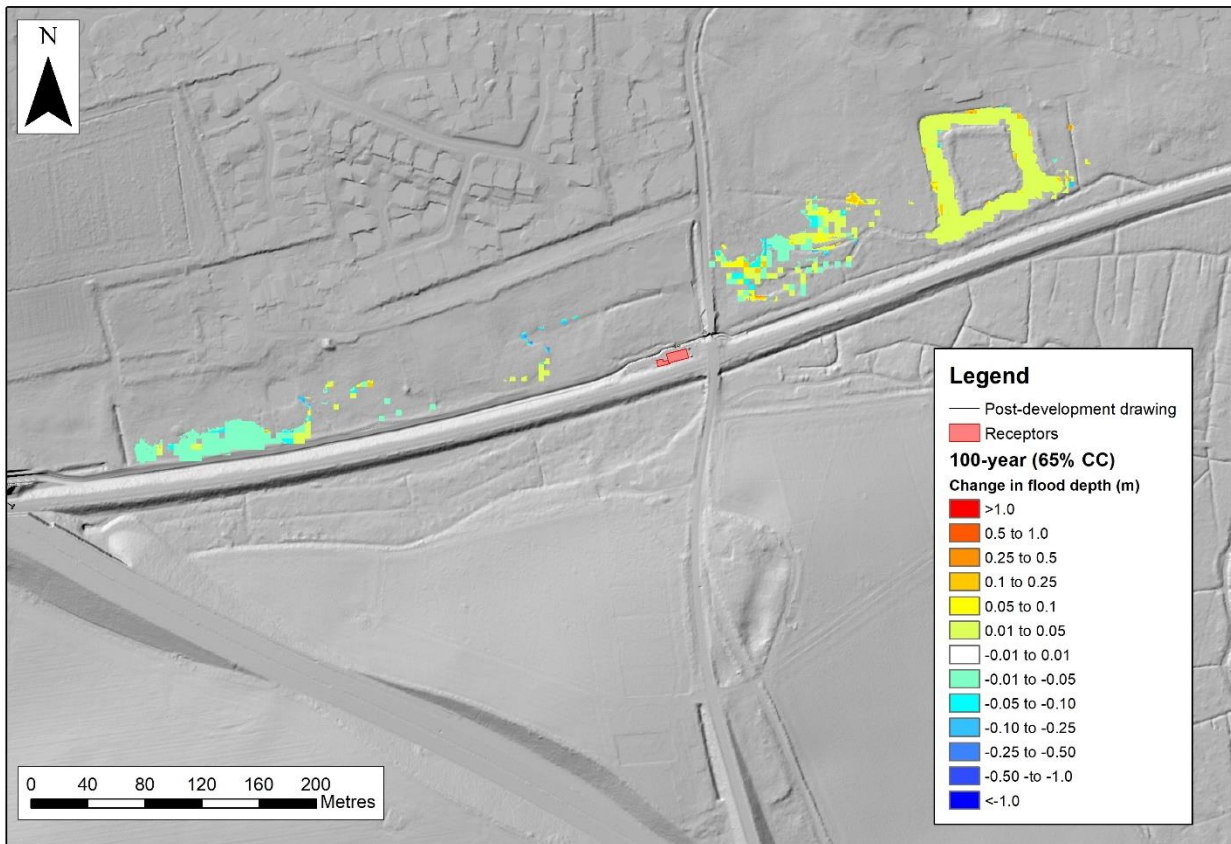 N
Legend
Post-development drawing
Receptors
100-year (65% CC)
Change in flood depth (m)
>1.0
0.5 to 1.0
0.25 to 0.5
0.1 to 0.25
0.05 to 0.1
0.01 to 0.05
-0.01 to 0.01
-0.01 to -0.05
-0.05 to -0.10
-0.10 to -0.25
-0.25 to -0.50
-0.50 -to -1.0
<-1.0
0 40 80 120 160 200
Metres